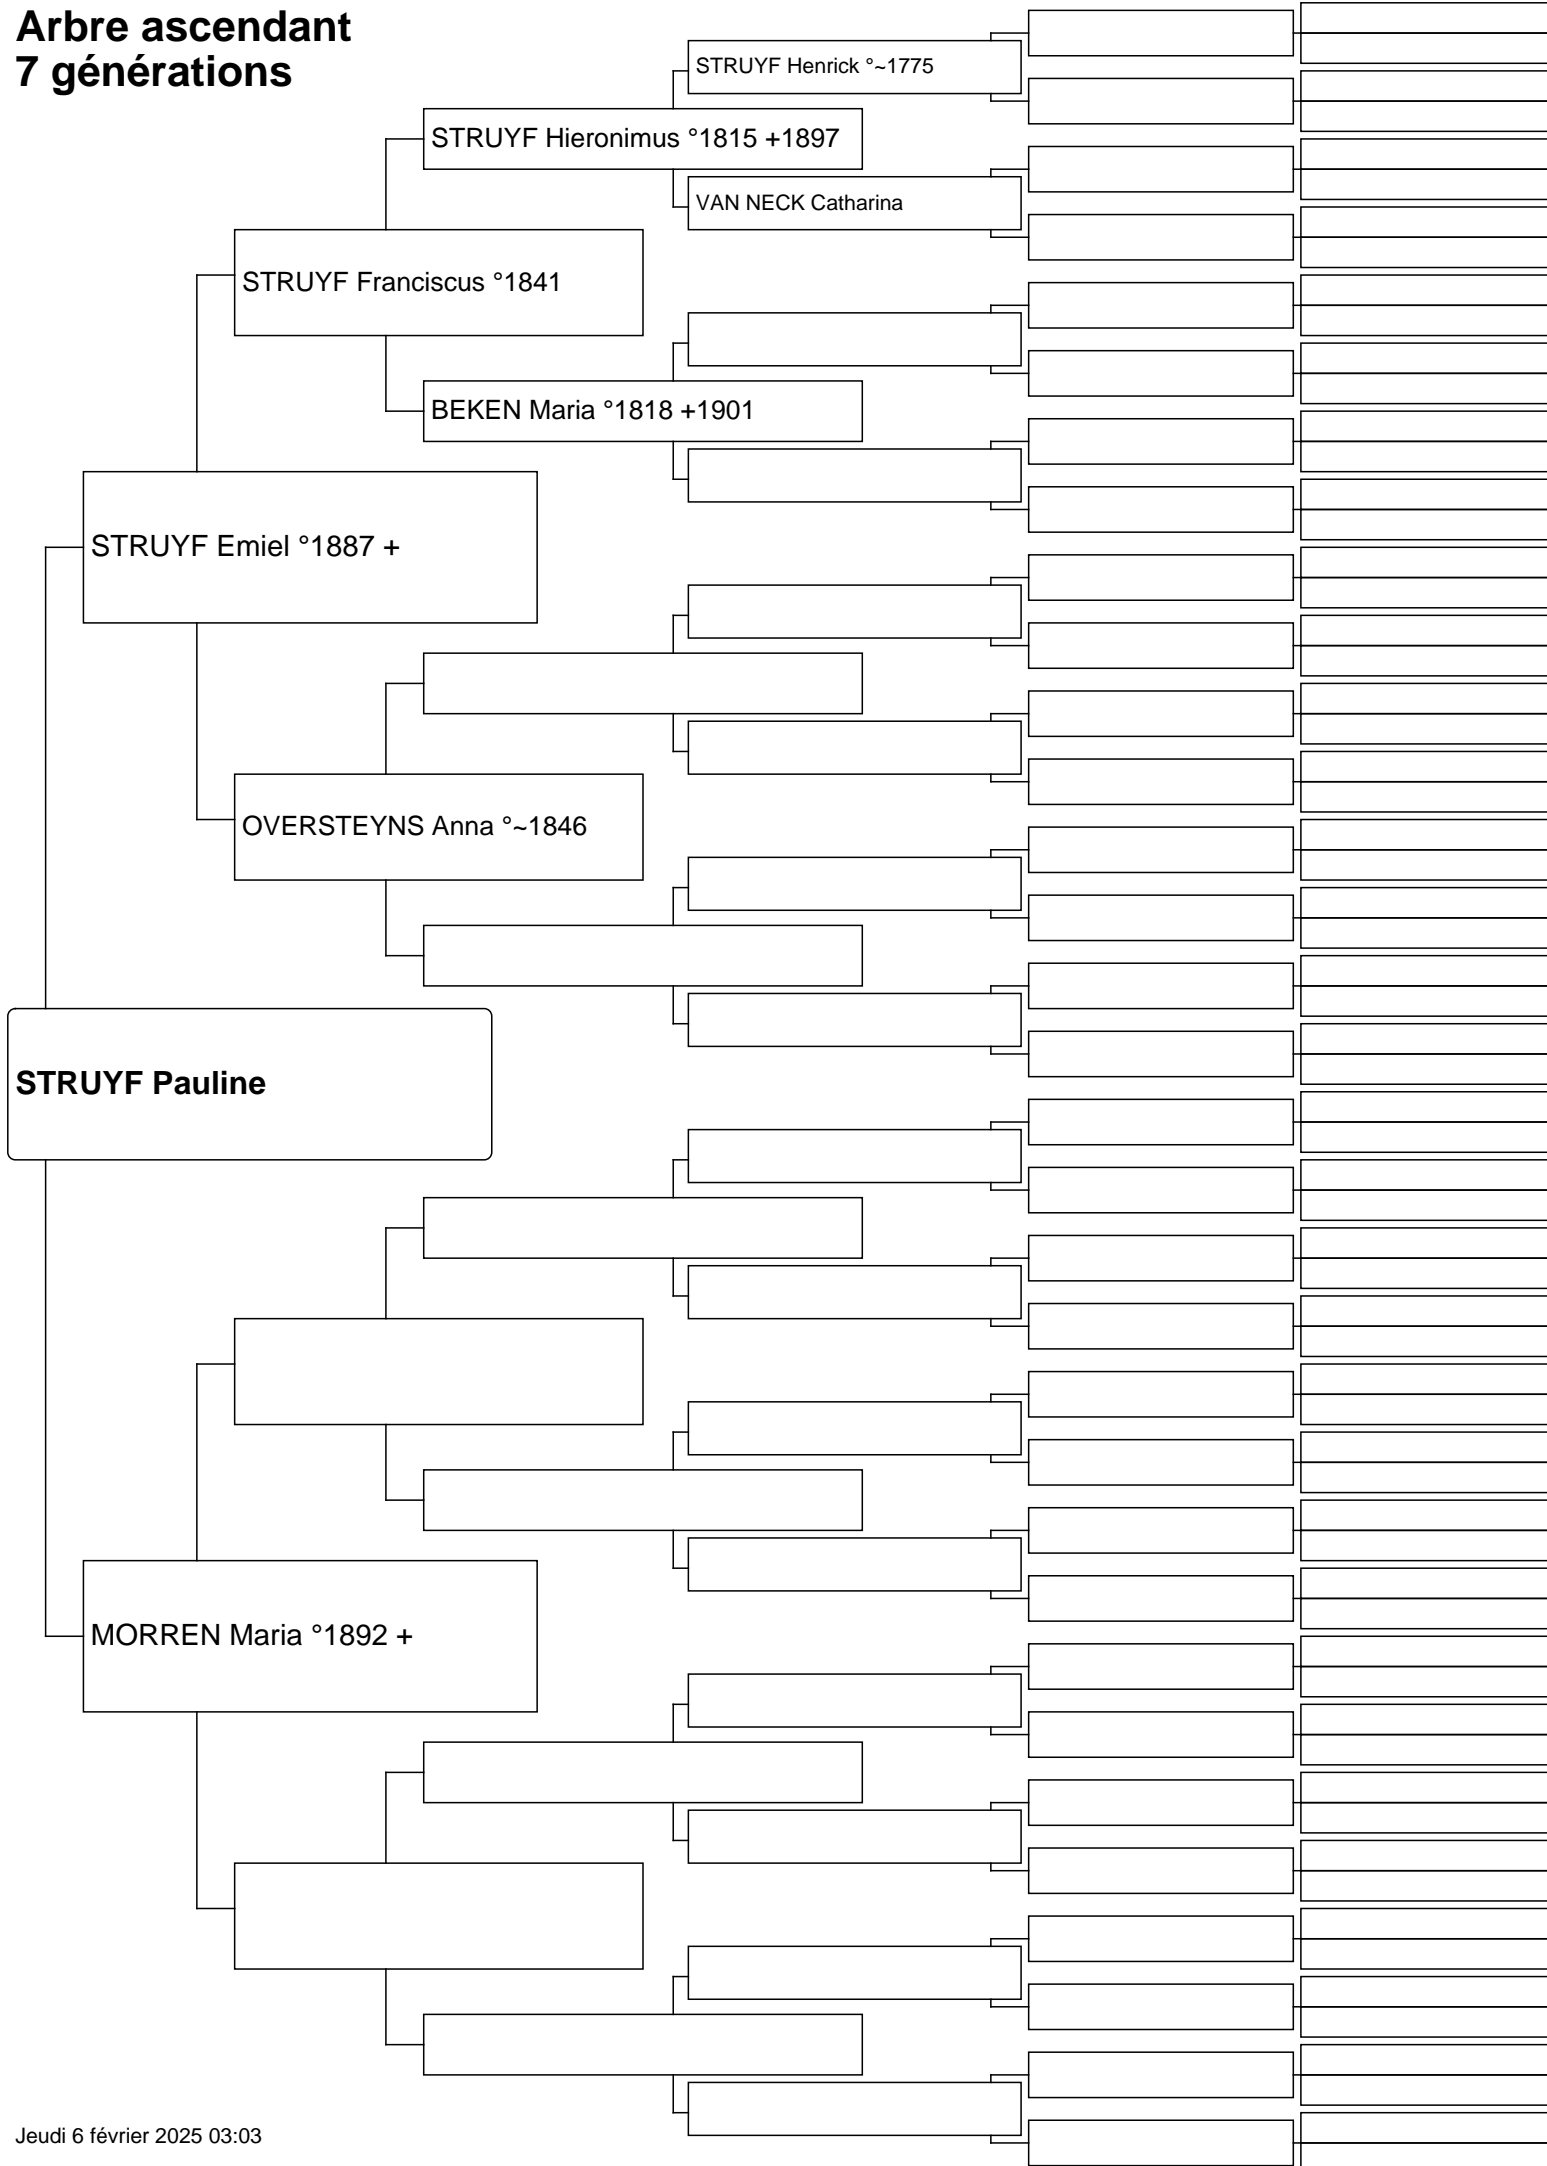 Arbre ascendant
7 générations
STRUYF Henrick °~1775
STRUYF Hieronimus °1815 +1897
VAN NECK Catharina
STRUYF Franciscus °1841
BEKEN Maria °1818 +1901
STRUYF Emiel °1887 +
OVERSTEYNS Anna °~1846
STRUYF Pauline
MORREN Maria °1892 +
Jeudi 6 février 2025 03:03